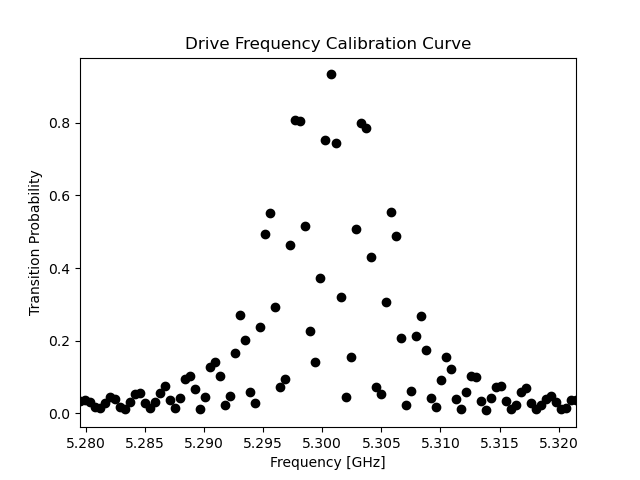 Drive Frequency Calibration Curve
Transition Probability
0.8
0.6
0.4
0.2
0.0
5.280 5.285 5.290 5.295 5.300 5.305 5.310 5.315 5.320
Frequency [GHz]